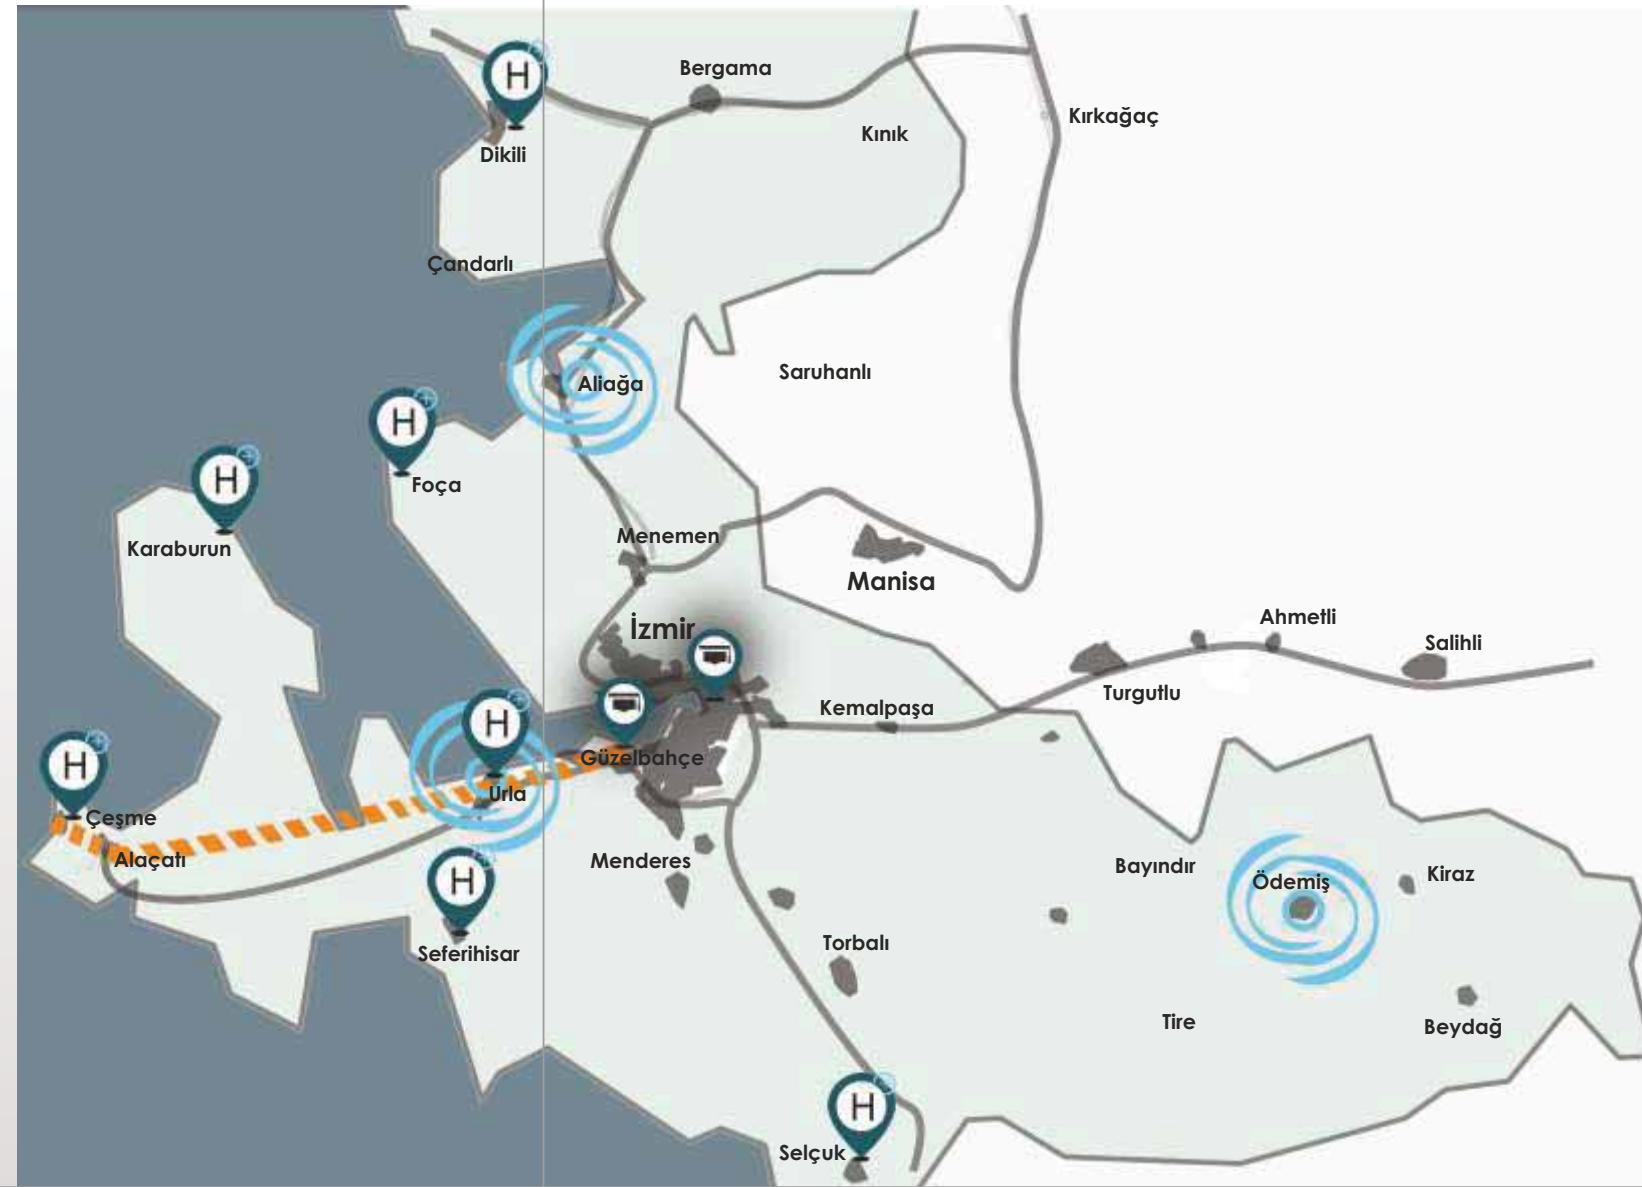 H
Bergama
Kırkağaç
Kınık
Dikili
Çandarlı
Saruhanlı
Aliağa
H
Foça
H
Karaburun
Menemen
Manisa
İzmir
Ahmetli
Salihli
Turgutlu
Kemalpaşa
H
Güzelbahçe
H
Urla
Çeşme
Alaçatı
Menderes
Bayındır
Ödemiş
Kiraz
H
Seferihisar
Torbalı
Tire
Beydağ
H
Selçuk